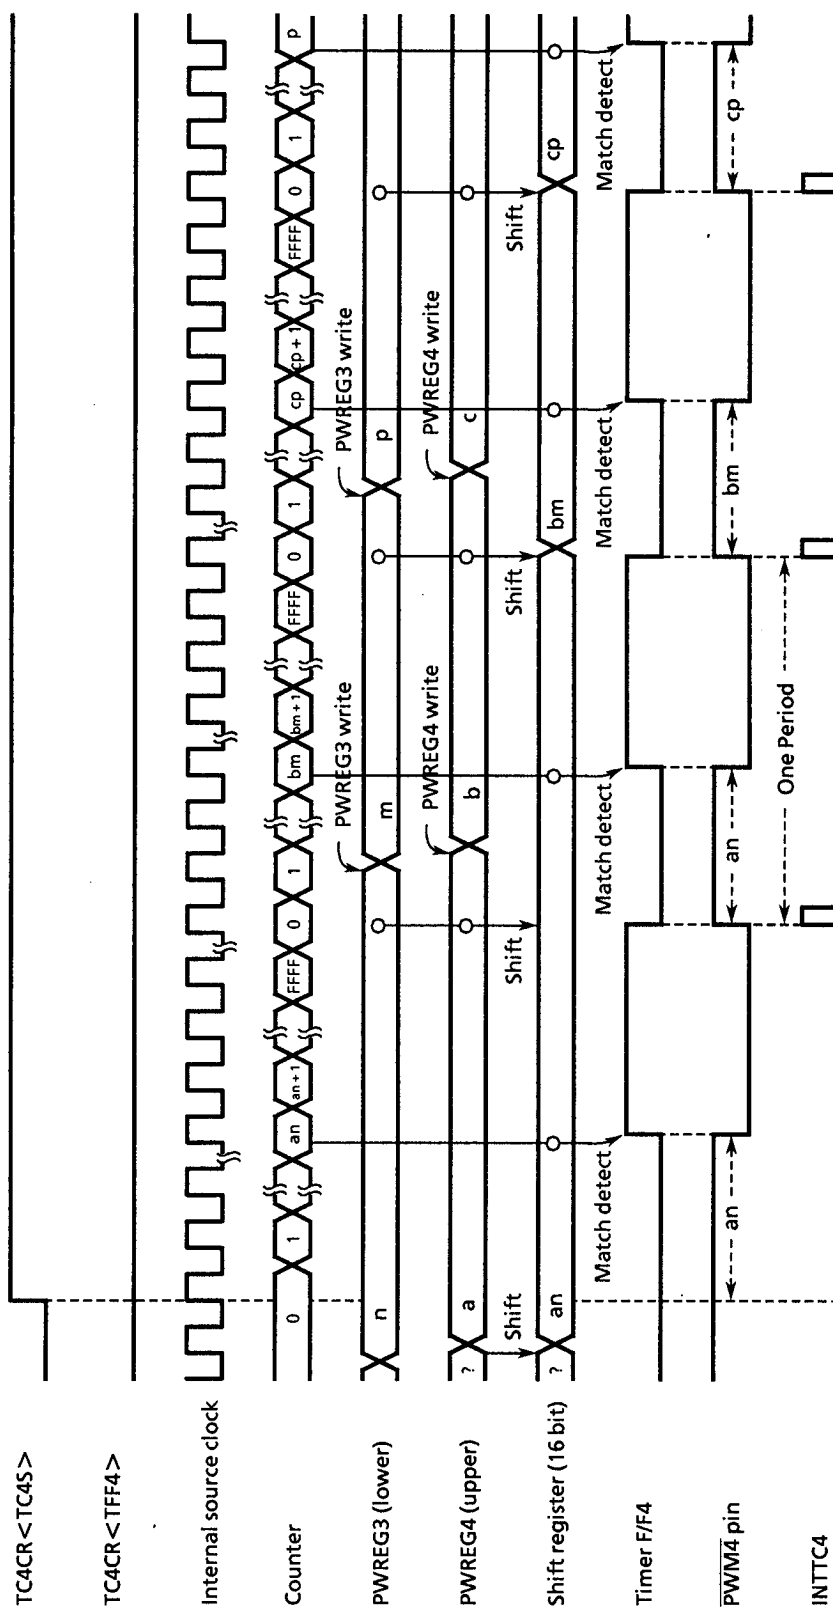 TC4CR<TC4S>
TC4CR<TFF4>
Internal source clock
Counter 0 1 an an+1 FFFF 0 1 bm bm+1 FFFF 0 1 cp cp+1 FFFF 0 1 p
PWREG3 write PWREG3 write
PWREG3 (lower) n m p
PWREG4 write PWREG4 write
PWREG4 (upper) ? a b c
Shift Shift Shift Shift
Shift register (16 bit) ? an bm cp
Match detect Match detect Match detect Match detect
Timer F/F4
PWM4 pin an an bm cp
One Period
INTTC4